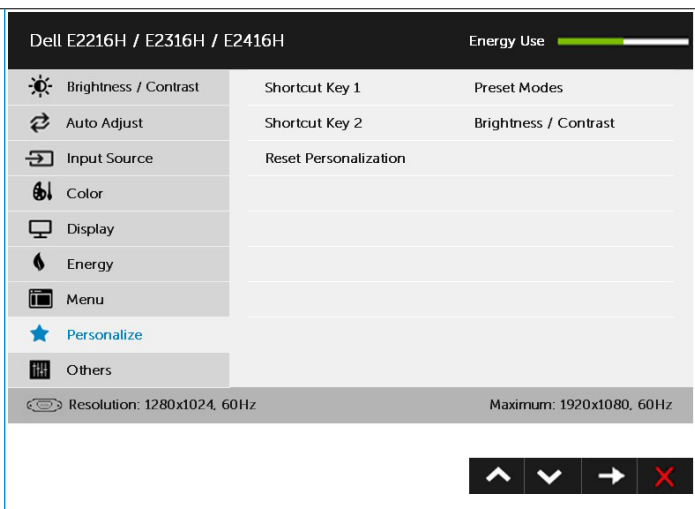 Dell E2216H / E2316H / E2416H Energy Use
Brightness / Contrast Shortcut Key 1 Preset Modes
Auto Adjust Shortcut Key 2 Brightness / Contrast
Input Source Reset Personalization
Color
Display
Energy
Menu
Personalize
Others
Resolution: 1280x1024, 60Hz Maximum: 1920x1080, 60Hz